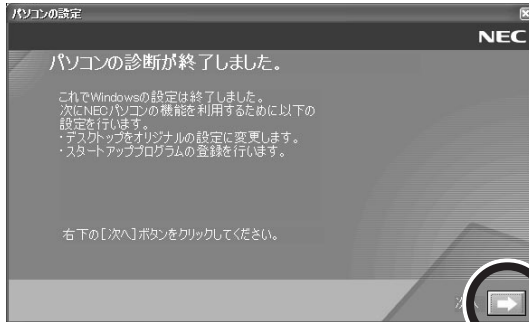 パソコンの設定
NEC
パソコンの診断が終了しました。
これでWindowsの設定は終了しました。
次にNECパソコンの機能を利用するために以下の
設定を行います。
・デスクトップをオリジナルの設定に変更します。
・スタートアッププログラムの登録を行います。
右下の[次へ]ボタンをクリックしてください。